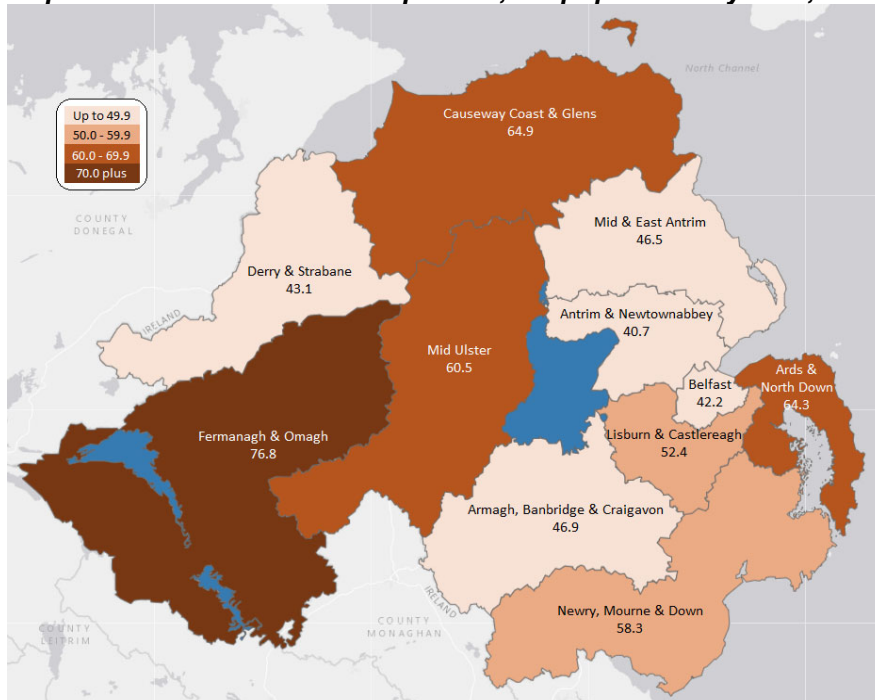 North Channel
Up to 49.9
50.0 - 59.9
60.0 - 69.9
70.0 plus
Causeway Coast & Glens
64.9
COUNTY
DONEGAL
Mid & East Antrim
46.5
Derry & Strabane
43.1
IRELAND
Antrim & Newtownabbey
40.7
Mid Ulster
60.5
Belfast
42.2
Ards &
North Down
64.3
Fermanagh & Omagh
76.8
Lisburn & Castlereagh
52.4
Armagh, Banbridge & Craigavon
46.9
IRELAND
Newry, Mourne & Down
58.3
COUNTY
MONAGHAN
COUNTY
LEITRIM